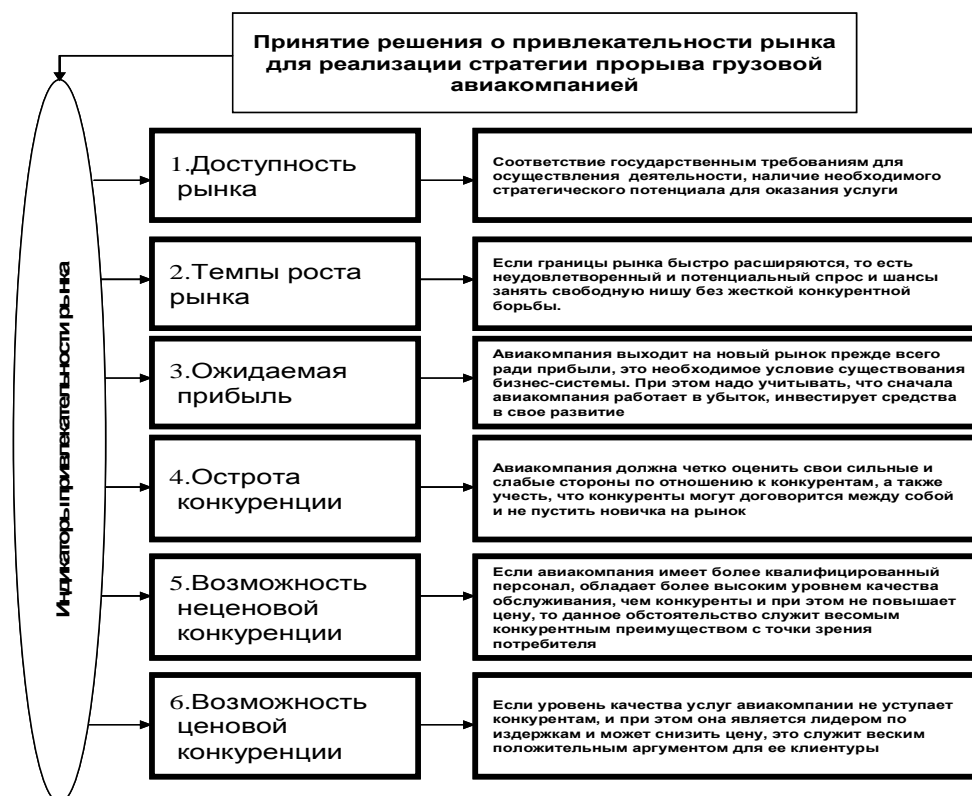 Принятие решения о привлекательности рынка
для реализации стратегии прорыва грузовой
авиакомпанией
Индикаторы привлекательности рынка
1.Доступность
рынка
Соответствие государственным требованиям для
осуществления деятельности, наличие необходимого
стратегического потенциала для оказания услуги
2.Темпы роста
рынка
Если границы рынка быстро расширяются, то есть
неудовлетворенный и потенциальный спрос и шансы
занять свободную нишу без жесткой конкурентной
борьбы.
3.Ожидаемая
прибыль
Авиакомпания выходит на новый рынок прежде всего
ради прибыли, это необходимое условие существования
бизнес-системы. При этом надо учитывать, что сначала
авиакомпания работает в убыток, инвестирует средства
в свое развитие
4.Острота
конкуренции
Авиакомпания должна четко оценить свои сильные и
слабые стороны по отношению к конкурентам, а также
учесть, что конкуренты могут договорится между собой
и не пустить новичка на рынок
5.Возможность
неценовой
конкуренции
Если авиакомпания имеет более квалифицированный
персонал, обладает более высоким уровнем качества
обслуживания, чем конкуренты и при этом не повышает
цену, то данное обстоятельство служит весомым
конкурентным преимуществом с точки зрения
потребителя
6.Возможность
ценовой
конкуренции
Если уровень качества услуг авиакомпании не уступает
конкурентам, и при этом она является лидером по
издержкам и может снизить цену, это служит веским
положительным аргументом для ее клиентуры